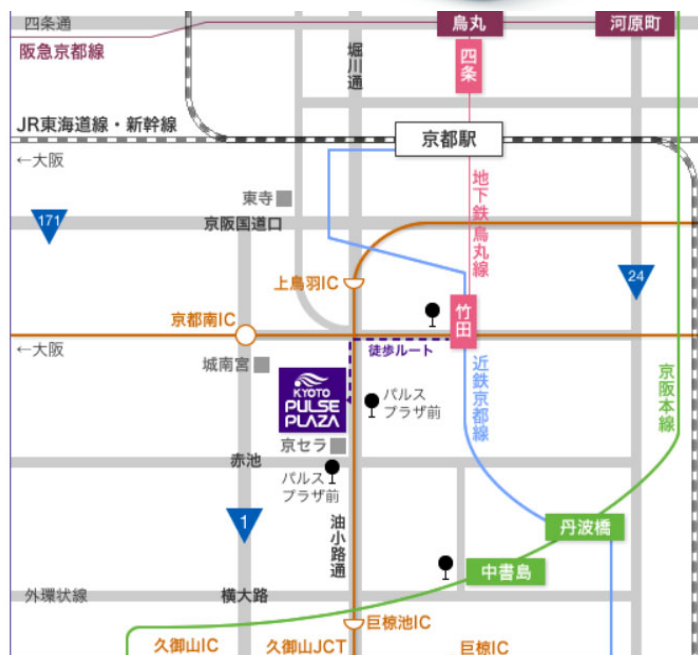 四条通
烏丸
河原町
阪急京都線
堀川通
四条
JR東海道線・新幹線
京都駅
←大阪
地下鉄烏丸線
東寺
171
京阪国道口
24
上鳥羽IC
京都南IC
竹田
←大阪
徒歩ルート
城南宮
近鉄京都線
京阪本線
KYOTO
PULSE
PLAZA
パルス
プラザ前
京セラ
赤池
パルス
プラザ前
1
油小路通
丹波橋
中書島
外環状線
横大路
巨椋池IC
久御山IC
久御山JCT
巨椋IC